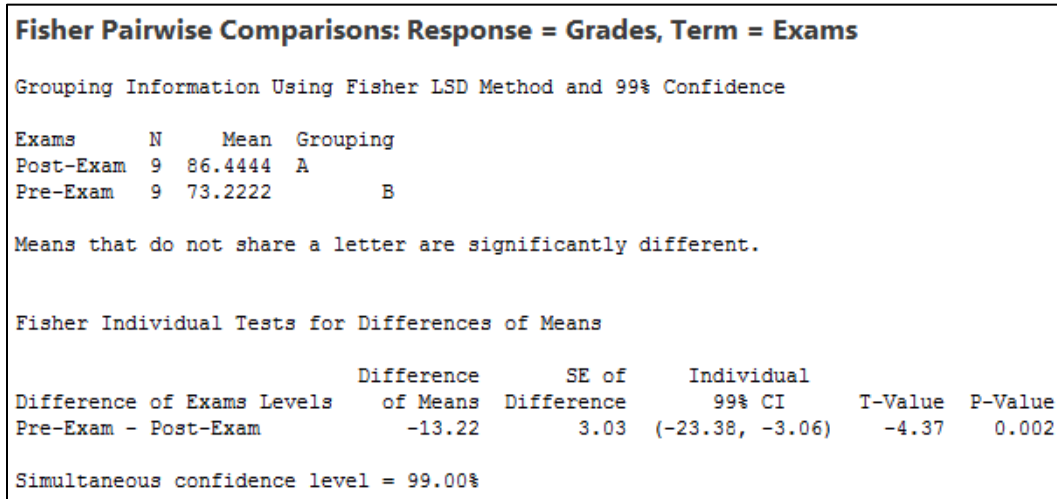 Fisher Pairwise Comparisons: Response = Grades, Term = Exams
Grouping Information Using Fisher LSD Method and 99% Confidence
Exams N Mean Grouping
Post-Exam 9 86.4444 A
Pre-Exam 9 73.2222 B
Means that do not share a letter are significantly different.
Fisher Individual Tests for Differences of Means
Difference SE of Individual
Difference of Exams Levels of Means Difference 99% CI T-Value P-Value
Pre-Exam - Post-Exam -13.22 3.03 (-23.38, -3.06) -4.37 0.002
Simultaneous confidence level = 99.00%